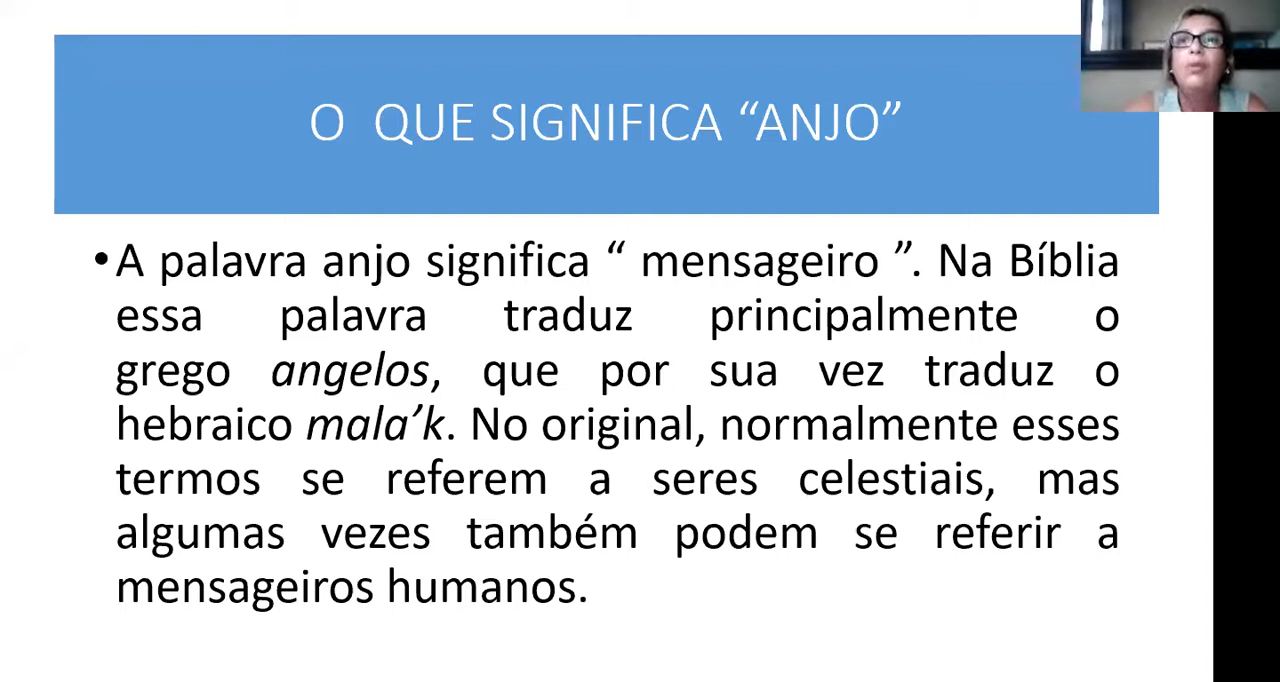 O QUE SIGNIFICA “ANJO”
• A palavra anjo significa “ mensageiro ”. Na Bíblia
essa palavra traduz principalmente o
grego angelos, que por sua vez traduz o
hebraico mala’k. No original, normalmente esses
termos se referem a seres celestiais, mas
algumas vezes também podem se referir a
mensageiros humanos.